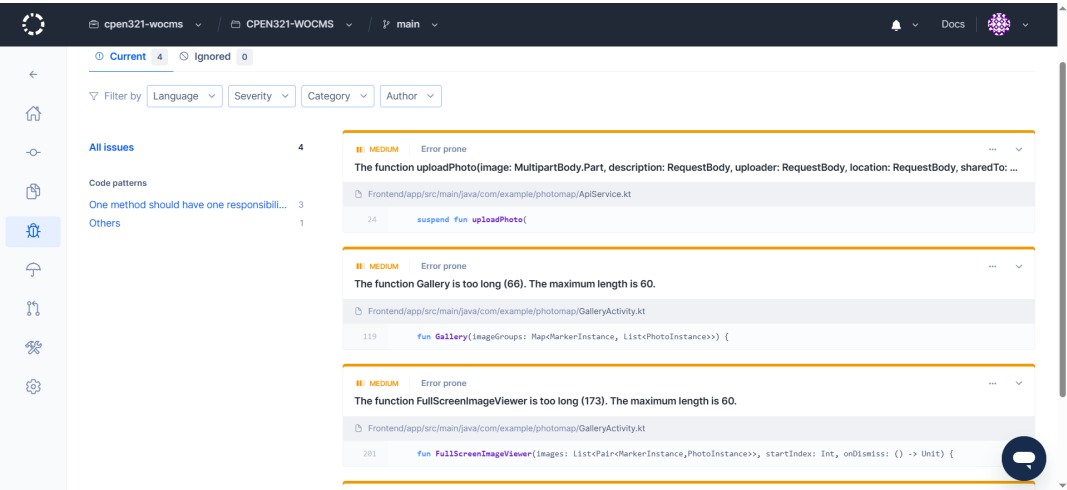 cpen321-wocms / CPEN321-WOCMS / main Docs
Current 4 Ignored 0
Filter by Language Severity Category Author
All issues 4
Code patterns
One method should have one responsibili... 3
Others 1
MEDIUM Error prone
The function uploadPhoto(image: MultipartBody.Part, description: RequestBody, uploader: RequestBody, location: RequestBody, sharedTo: ...
Frontend/app/src/main/java/com/example/photomap/ApiService.kt
24 suspend fun uploadPhoto(
MEDIUM Error prone
The function Gallery is too long (66). The maximum length is 60.
Frontend/app/src/main/java/com/example/photomap/GalleryActivity.kt
119 fun Gallery(imageGroups: Map<MarkerInstance, List<PhotoInstance>>) {
MEDIUM Error prone
The function FullScreenImageViewer is too long (173). The maximum length is 60.
Frontend/app/src/main/java/com/example/photomap/GalleryActivity.kt
201 fun FullScreenImageViewer(images: List<Pair<MarkerInstance,PhotoInstance>>, startIndex: Int, onDismiss: () -> Unit) {